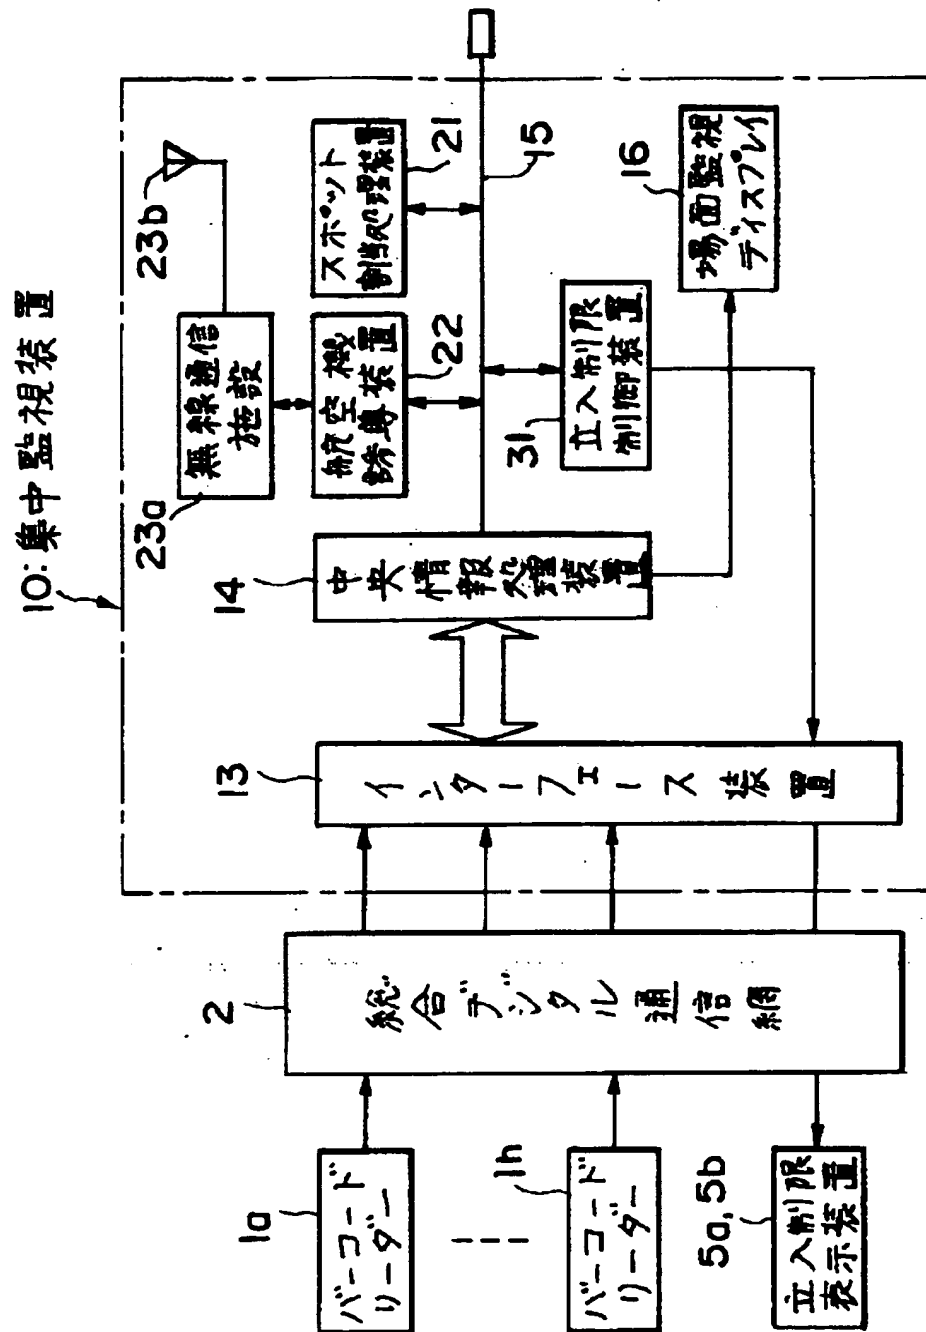 10:集中監視装置
23b
無線通信
施設
23a
スポット
割当処理装置
21
航空機
誘導装置
22
15
16
場面監視
ディスプレイ
31
立入制限
制御装置
14
中央情報処理装置
13
インターフェース装置
2
総合デジタル通信網
1a
バーコード
リーダー
1h
バーコード
リーダー
5a,5b
立入制限
表示装置